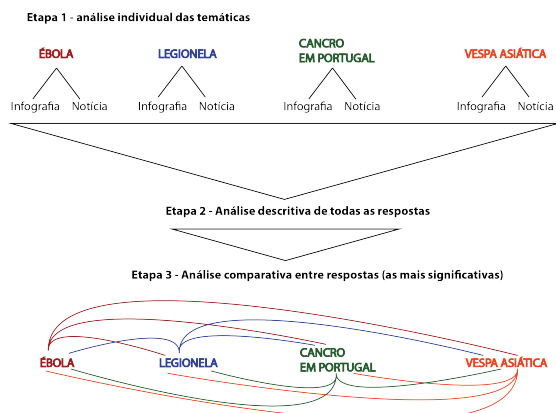 Etapa 1 - análise individual das temáticas
ÉBOLA
LEGIONELA
CANCRO
EM PORTUGAL
VESPA ASIÁTICA
Infografia Notícia
Infografia Notícia
Infografia Notícia
Infografia Notícia
Etapa 2 - Análise descritiva de todas as respostas
Etapa 3 - Análise comparativa entre respostas (as mais significativas)
ÉBOLA
LEGIONELA
CANCRO
EM PORTUGAL
VESPA ASIÁTICA